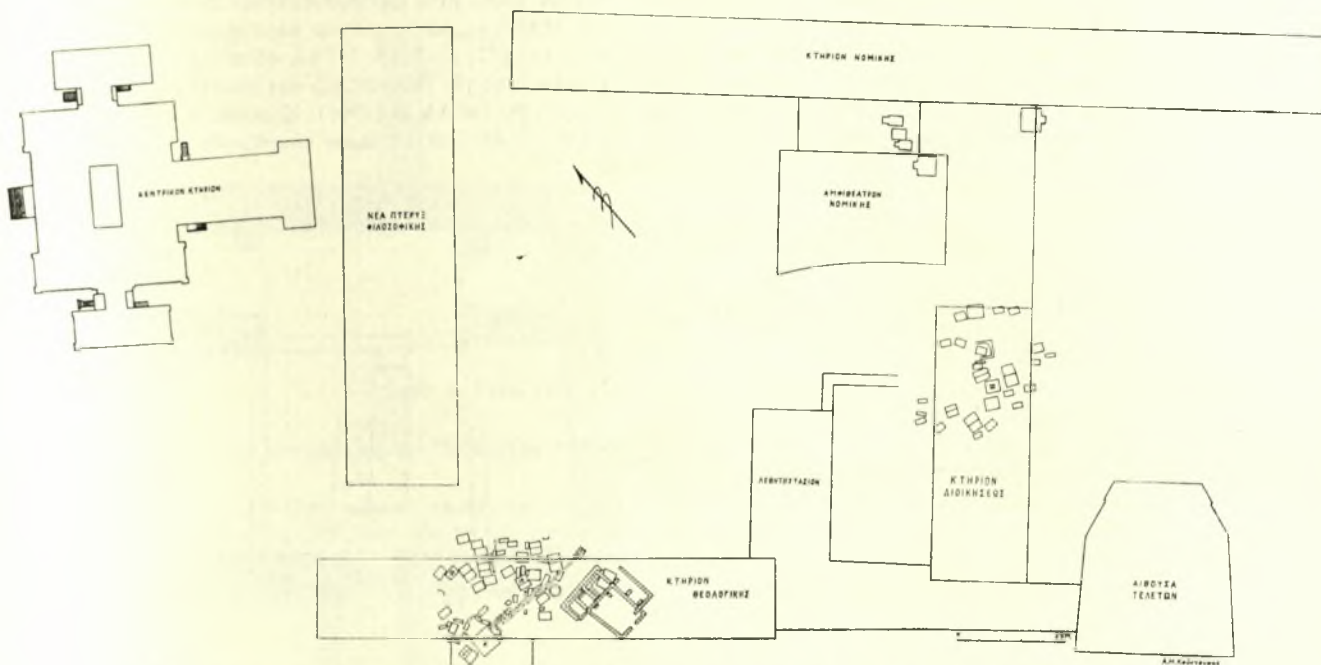 ΚΤΗΡΙΟΝ ΝΟΜΙΚΗΣ
ΚΕΝΤΡΙΚΟΝ ΚΤΗΡΙΟΝ
ΝΕΑ ΠΤΕΡΥΞ
ΦΙΛΟΣΟΦΙΚΗΣ
ΑΜΦΙΘΕΑΤΡΟΝ
ΝΟΜΙΚΗΣ
ΛΕΒΗΤΟΣΤΑΣΙΟΝ
ΚΤΗΡΙΟΝ
ΔΙΟΙΚΗΣΕΩΣ
ΚΤΗΡΙΟΝ
ΘΕΟΛΟΓΙΚΗΣ
ΑΙΘΟΥΣΑ
ΤΕΛΕΤΩΝ